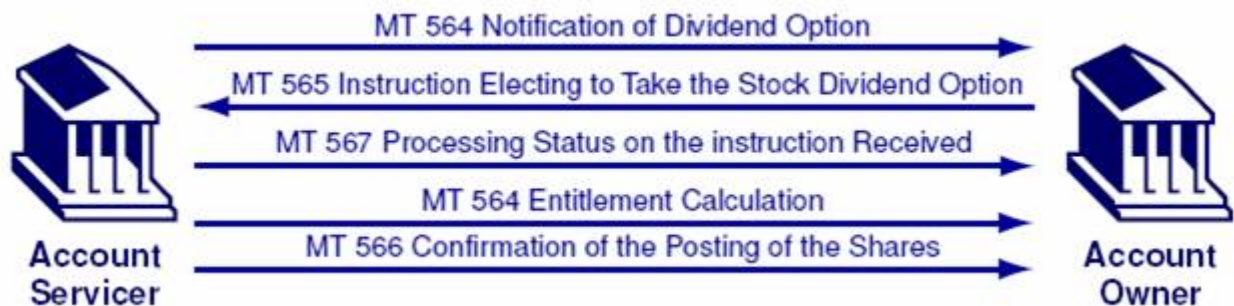 MT 564 Notification of Dividend Option
MT 565 Instruction Electing to Take the Stock Dividend Option
MT 567 Processing Status on the instruction Received
MT 564 Entitlement Calculation
MT 566 Confirmation of the Posting of the Shares
Account
Servicer
Account
Owner